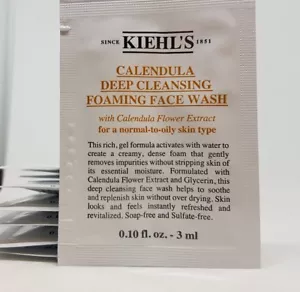 SINCE KIEHL'S 1851
CALENDULA
DEEP CLEANSING
FOAMING FACE WASH
with Calendula Flower Extract
for a normal-to-oily skin type
This rich, gel formula activates with water to
create a creamy, dense foam that gently
removes impurities without stripping skin of
its essential moisture. Formulated with
Calendula Flower Extract and Glycerin, this
deep cleansing face wash helps to soothe
and replenish skin without over drying. Skin
looks and feels instantly refreshed and
revitalized. Soap-free and Sulfate-free.
0.10 fl. oz. - 3 ml